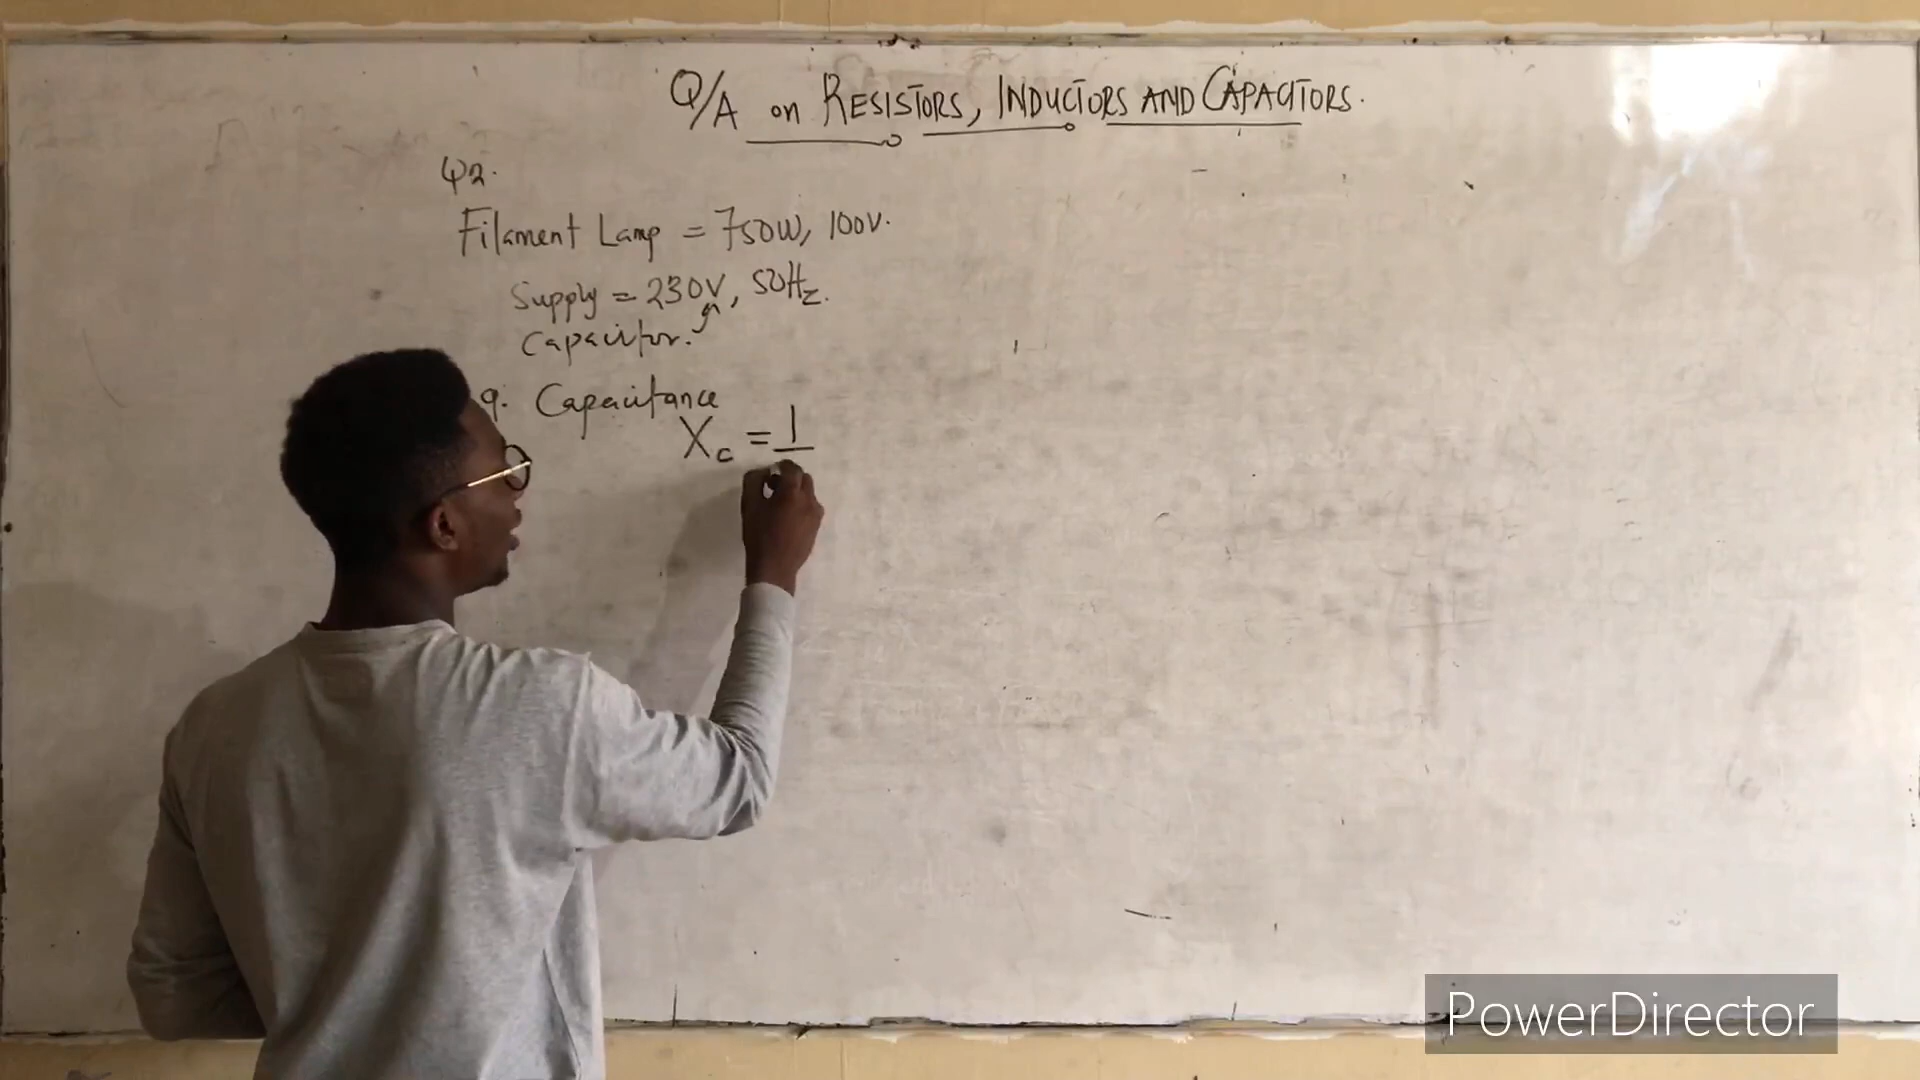 Q/A on RESISTORS, INDUCTORS AND CAPACITORS.
Q2.
Filament Lamp = 750W, 100V.
Supply = 230V, 50Hz.
Capacitor.
a. Capacitance
Xc = 1
PowerDirector